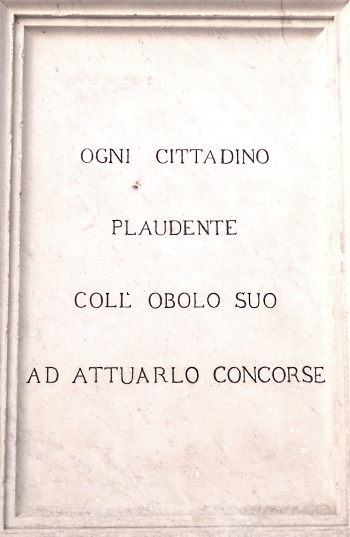 OGNI CITTADINO
PLAUDENTE
COLL' OBOLO SUO
AD ATTUARLO CONCORSE